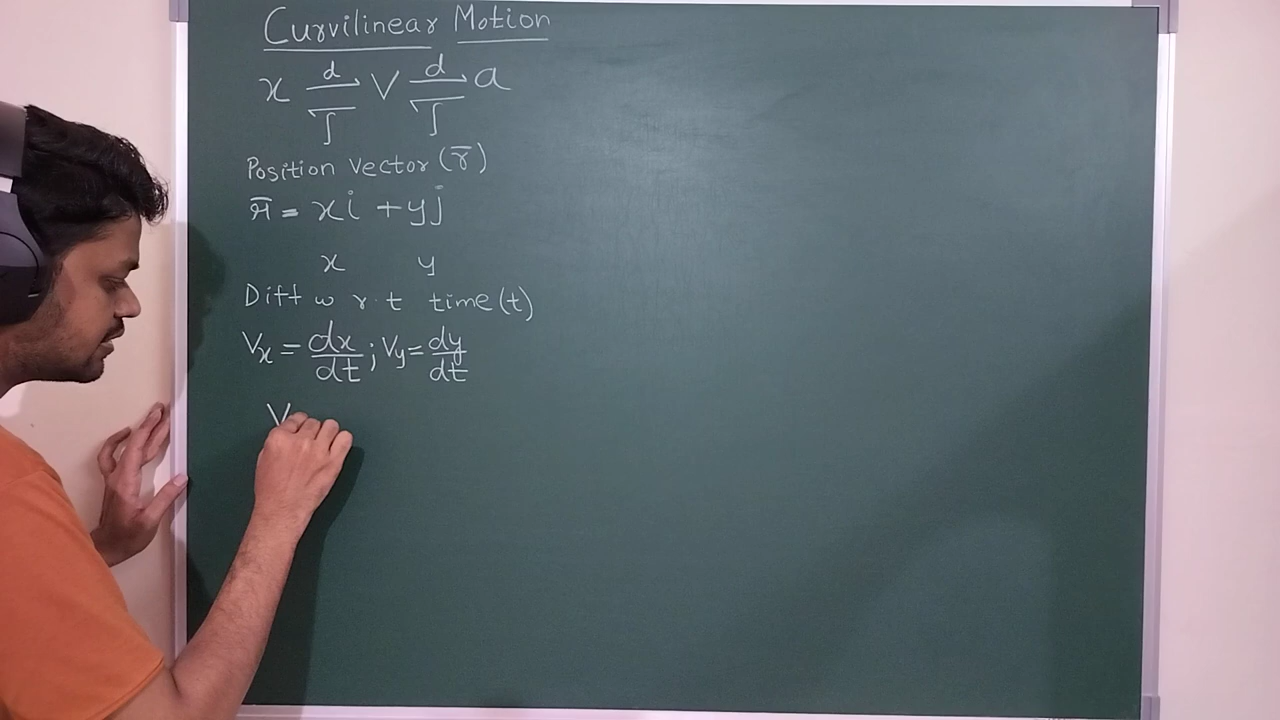 Curvilinear Motion
x d/∫ V d/∫ a
Position Vector (r̄)
r̄ = xi + yj
x y
Diff w r.t time (t)
Vx = dx/dt ; Vy = dy/dt
V